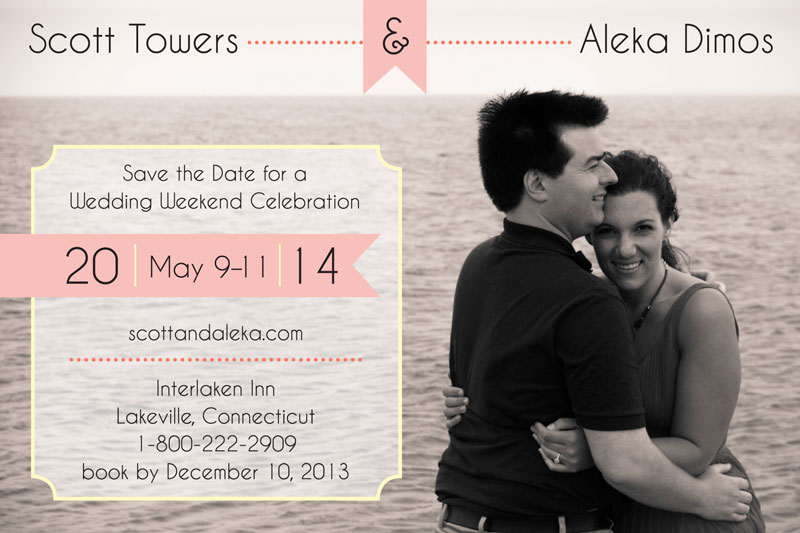 Scott Towers & Aleka Dimos
Save the Date for a
Wedding Weekend Celebration
20 May 9-11 14
scottandaleka.com
Interlaken Inn
Lakeville, Connecticut
1-800-222-2909
book by December 10, 2013